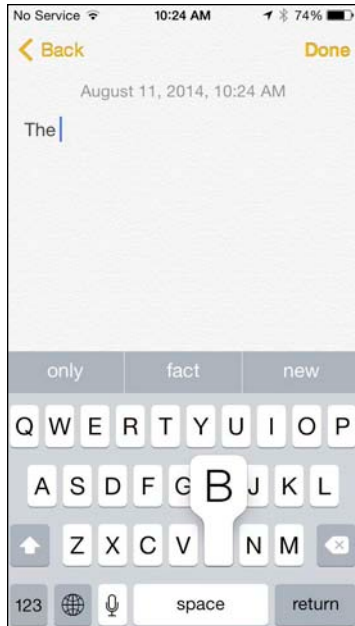 No Service 10:24 AM 74%
Back Done
August 11, 2014, 10:24 AM
The
only fact new
Q W E R T Y U I O P
A S D F G B J K L
Z X C V N M
123 space return